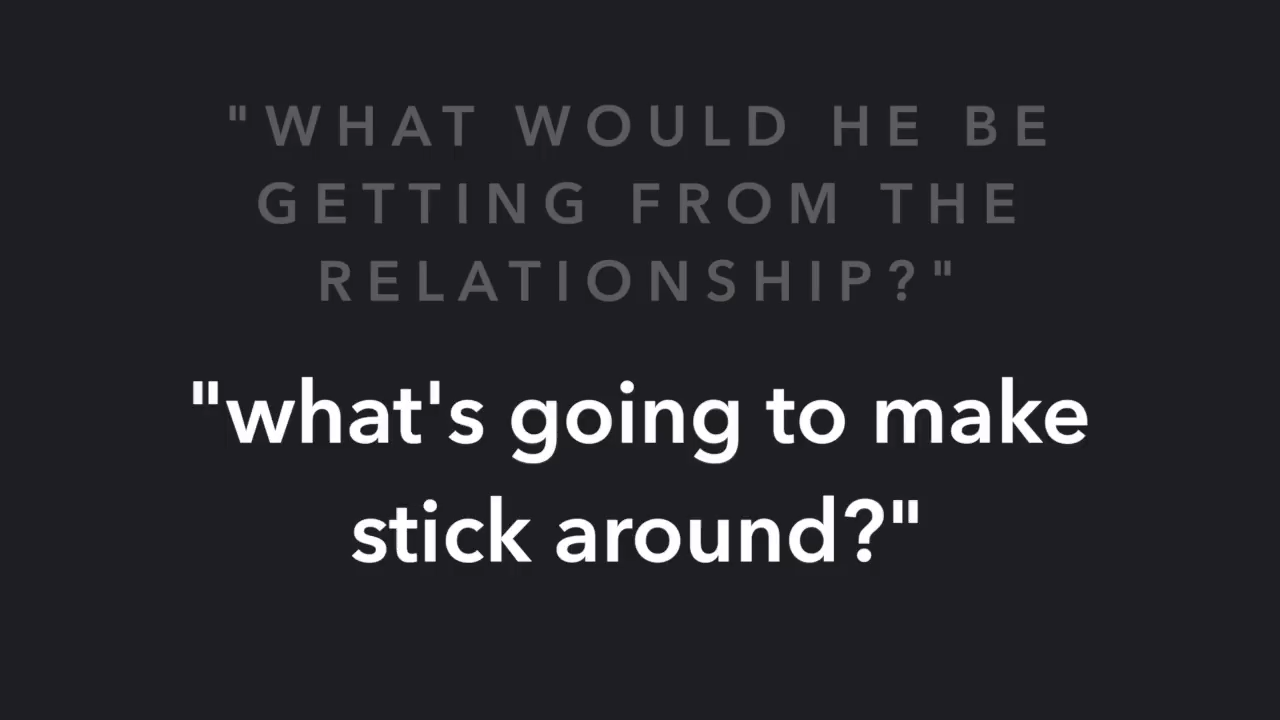 "WHAT WOULD HE BE
GETTING FROM THE
RELATIONSHIP?"
"what's going to make
stick around?"